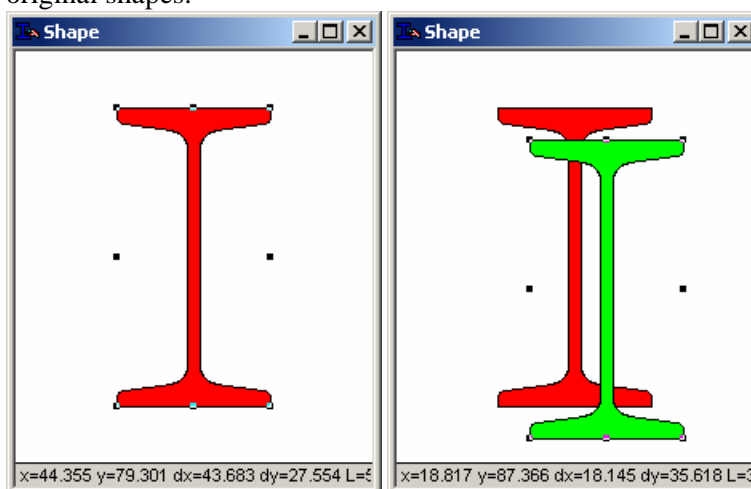 original shapes.
Shape
Shape
x=44.355 y=79.301 dx=43.683 dy=27.554 L=
x=18.817 y=87.366 dx=18.145 dy=35.618 L=